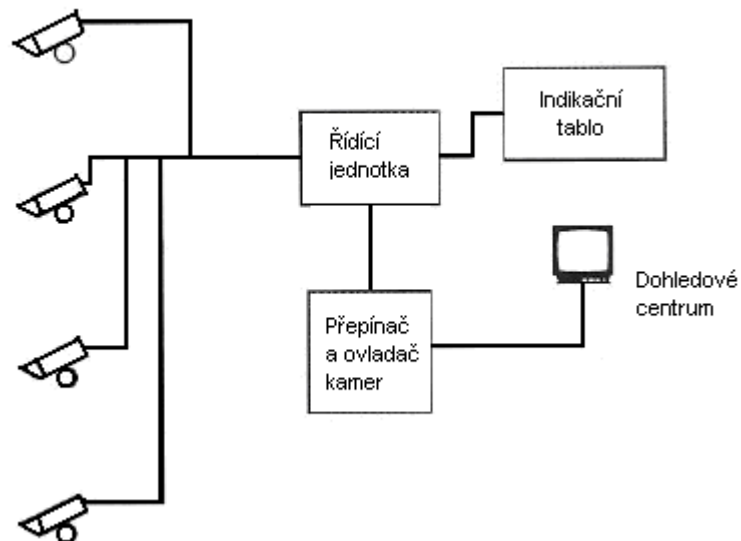 Indikační
tablo
Řídící
jednotka
Dohledové
centrum
Přepínač
a ovladač
kamer